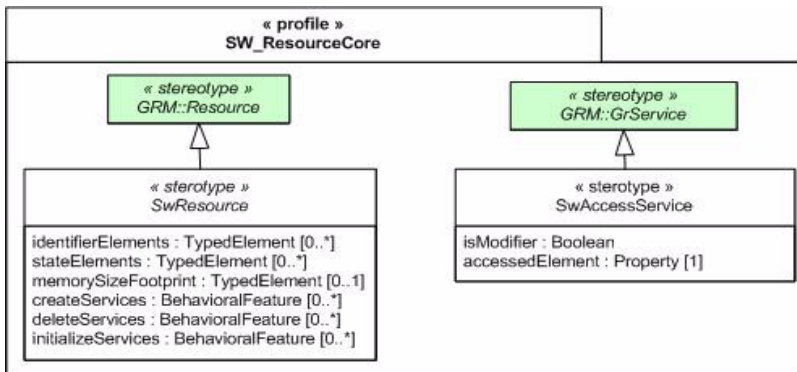 « profile »
SW_ResourceCore
« stereotype »
GRM::Resource
« stereotype »
GRM::GrService
« sterotype »
SwResource
identifierElements : TypedElement [0..*]
stateElements : TypedElement [0..*]
memorySizeFootprint : TypedElement [0..1]
createServices : BehavioralFeature [0..*]
deleteServices : BehavioralFeature [0..*]
initializeServices : BehavioralFeature [0..*]
« sterotype »
SwAccessService
isModifier : Boolean
accessedElement : Property [1]